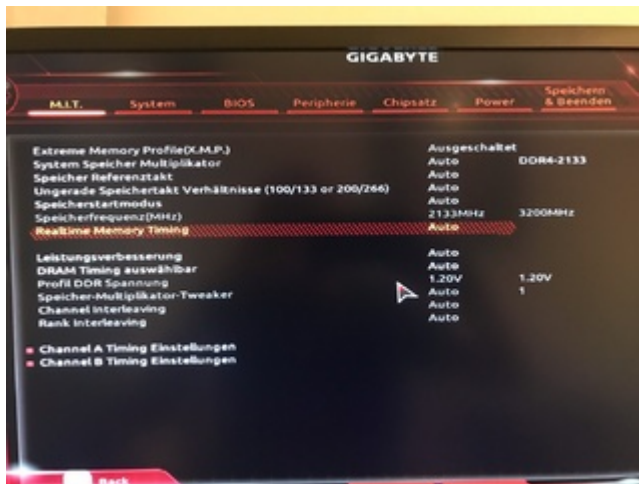 GIGABYTE
M.I.T. System BIOS Peripherie Chipsatz Power Speichern & Beenden
Extreme Memory Profile(X.M.P.) Ausgeschaltet
System Speicher Multiplikator Auto DDR4-2133
Speicher Referenztakt Auto
Ungerade Speichertakt Verhältnisse (100/133 or 200/266) Auto
Speicherstartmodus Auto
Speicherfrequenz(MHz) 2133MHz 3200MHz
Realtime Memory Timing Auto
Leistungsverbesserung Auto
DRAM Timing auswählbar Auto
Profil DDR Spannung 1.20V 1.20V
Speicher-Multiplikator-Tweaker Auto 1
Channel Interleaving Auto
Rank Interleaving Auto
Channel A Timing Einstellungen
Channel B Timing Einstellungen
Back